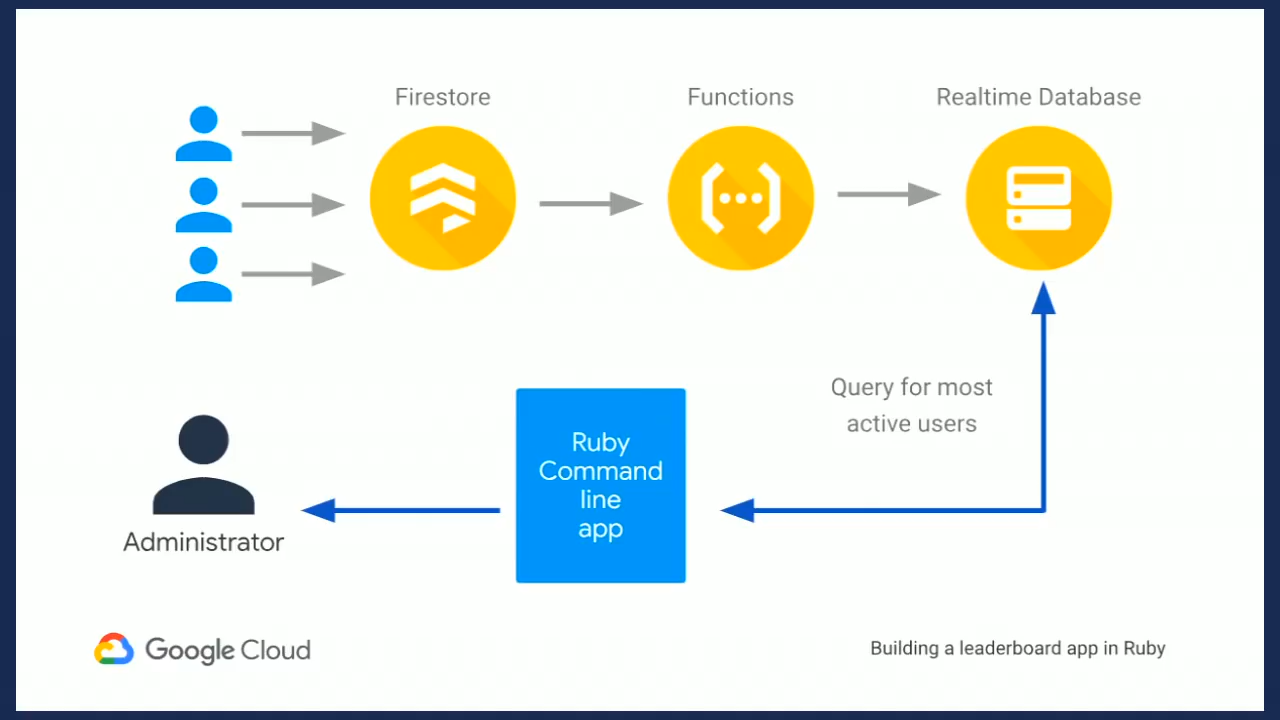 Firestore
Functions
Realtime Database
Query for most
active users
Ruby
Command
line
app
Administrator
Google Cloud
Building a leaderboard app in Ruby